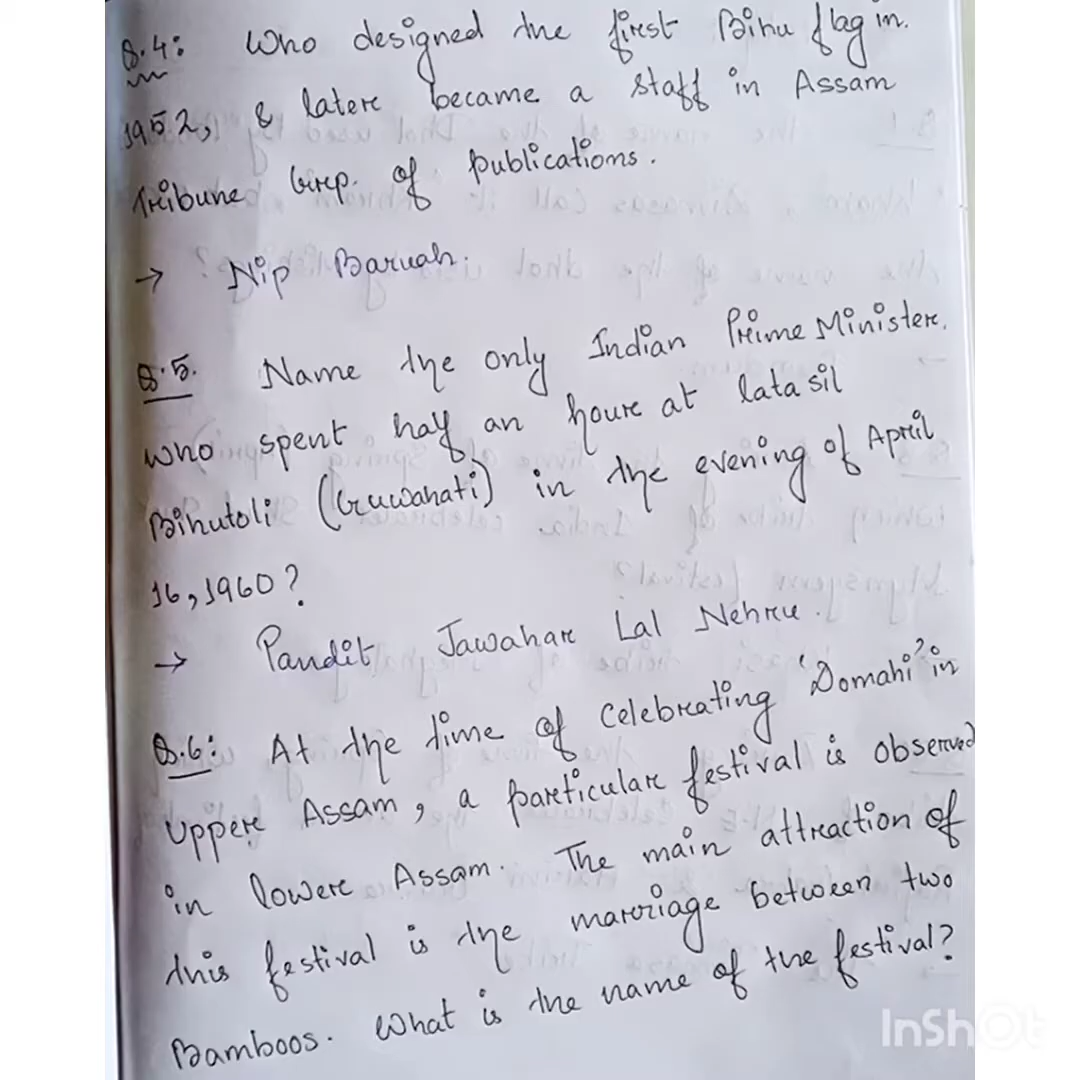 Q.4: Who designed the first Bihu flag in
1952, & later became a staff in Assam
Tribune Grp. of publications.
→ Nip Baruah.
Q.5. Name the only Indian Prime Minister
who spent half an hour at latasil
Bihutoli (Guwahati) in the evening of April
16, 1960?
→ Pandit Jawahar Lal Nehru.
Q.6: At the time of celebrating 'Domahi' in
Upper Assam, a particular festival is observed
in lower Assam. The main attraction of
this festival is the marriage between two
Bamboos. What is the name of the festival?
InShOt